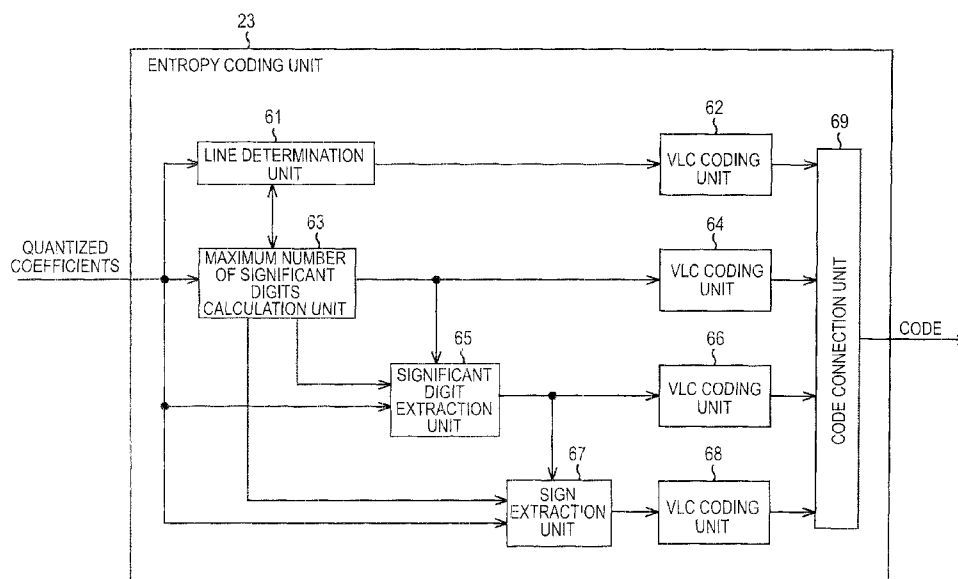 23
ENTROPY CODING UNIT
61
LINE DETERMINATION
UNIT
62
VLC CODING
UNIT
69
CODE CONNECTION UNIT
QUANTIZED
COEFFICIENTS
63
MAXIMUM NUMBER
OF SIGNIFICANT
DIGITS
CALCULATION UNIT
64
VLC CODING
UNIT
CODE
65
SIGNIFICANT
DIGIT
EXTRACTION
UNIT
66
VLC CODING
UNIT
67
SIGN
EXTRACTION
UNIT
68
VLC CODING
UNIT